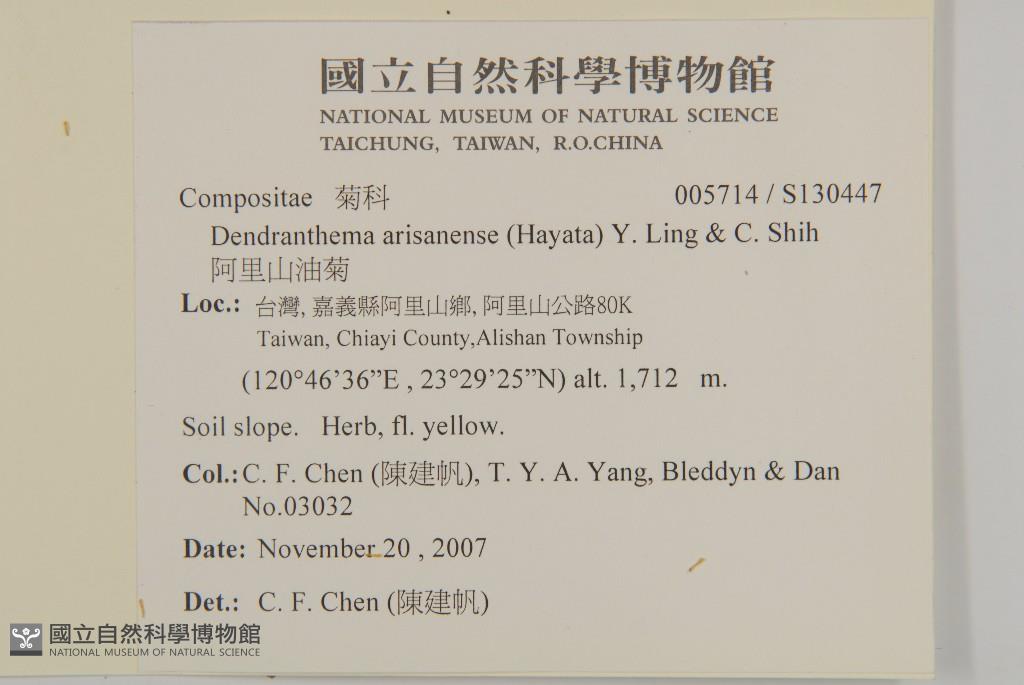 國立自然科學博物館
NATIONAL MUSEUM OF NATURAL SCIENCE
TAICHUNG, TAIWAN, R.O.CHINA
Compositae 菊科 005714 / S130447
Dendranthema arisanense (Hayata) Y. Ling & C. Shih
阿里山油菊
Loc.: 台灣, 嘉義縣阿里山鄉, 阿里山公路80K
Taiwan, Chiayi County,Alishan Township
(120°46’36”E , 23°29’25”N) alt. 1,712 m.
Soil slope. Herb, fl. yellow.
Col.: C. F. Chen (陳建帆), T. Y. A. Yang, Bleddyn & Dan
No.03032
Date: November 20 , 2007
Det.: C. F. Chen (陳建帆)
國立自然科學博物館
NATIONAL MUSEUM OF NATURAL SCIENCE